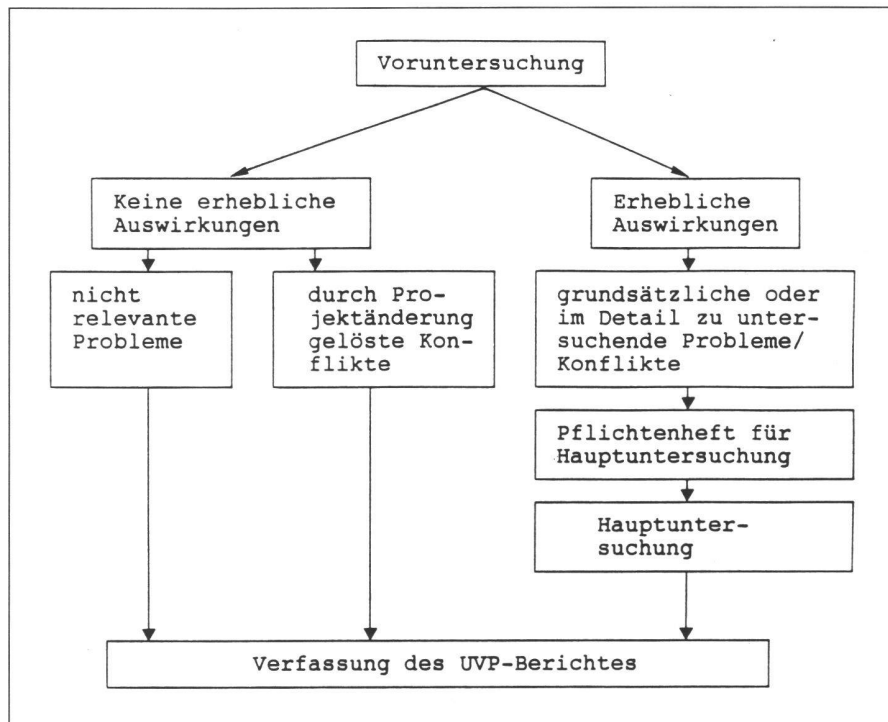 Voruntersuchung
Keine erhebliche
Auswirkungen
Erhebliche
Auswirkungen
nicht
relevante
Probleme
durch Pro-
jektänderung
gelöste Kon-
flikte
grundsätzliche oder
im Detail zu unter-
suchende Probleme/
Konflikte
Pflichtenheft für
Hauptuntersuchung
Hauptunter-
suchung
Verfassung des UVP-Berichtes